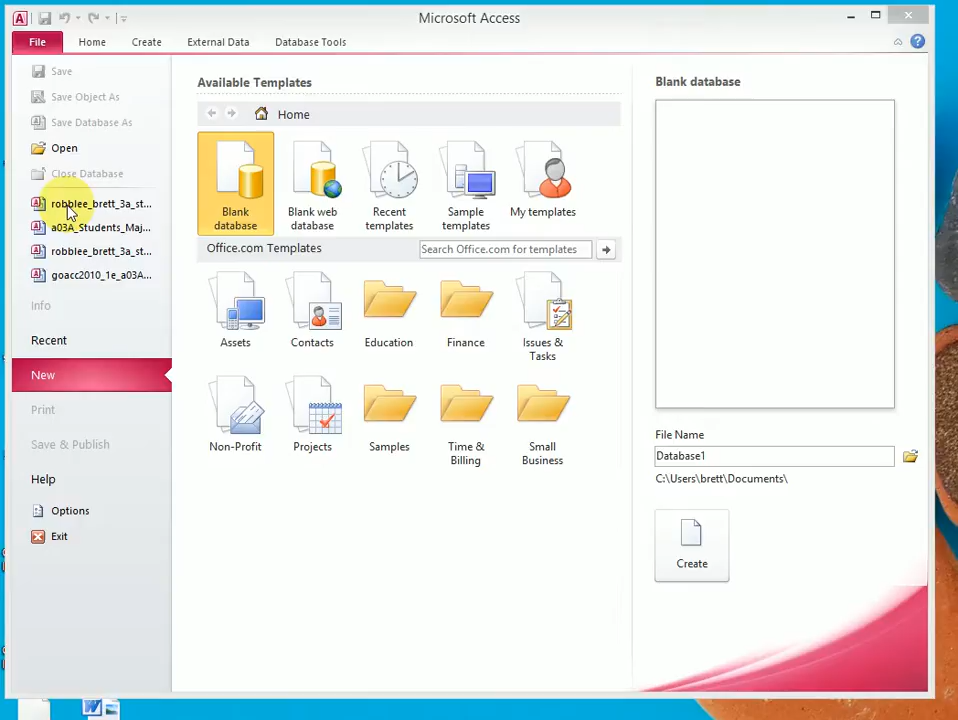 Microsoft Access
File
Home
Create
External Data
Database Tools
Save
Save Object As
Save Database As
Open
Close Database
robblee_brett_3a_st...
a03A_Students_Maj...
robblee_brett_3a_st...
goacc2010_1e_a03A...
Info
Recent
New
Print
Save & Publish
Help
Options
Exit
Available Templates
Home
Blank
database
Blank web
database
Recent
templates
Sample
templates
My templates
Office.com Templates
Search Office.com for templates
Assets
Contacts
Education
Finance
Issues &
Tasks
Non-Profit
Projects
Samples
Time &
Billing
Small
Business
Blank database
File Name
Database1
C:\Users\brett\Documents\
Create